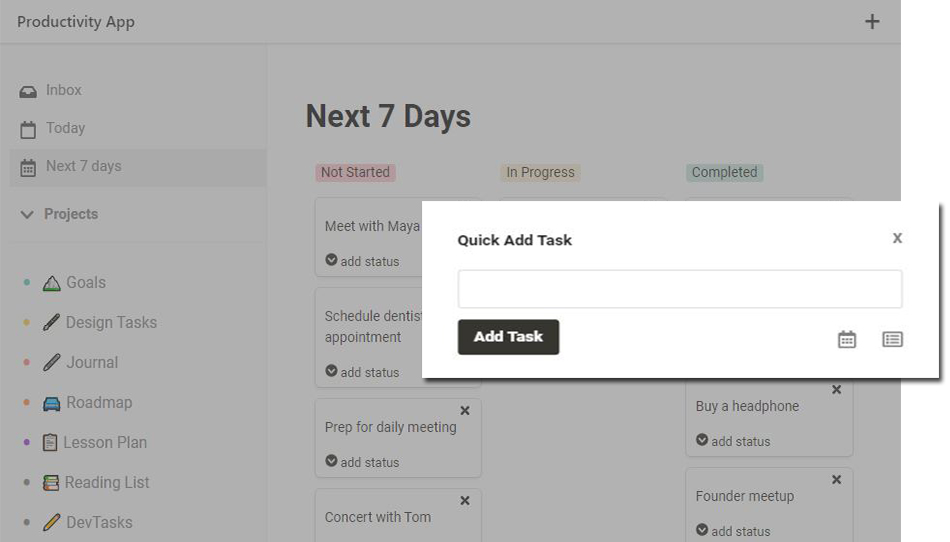 Productivity App
+
Inbox
Today
Next 7 days
Projects
Goals
Design Tasks
Journal
Roadmap
Lesson Plan
Reading List
DevTasks
Next 7 Days
Not Started
Meet with Maya
add status
Schedule dentist
appointment
add status
Prep for daily meeting
add status
Concert with Tom
In Progress
Completed
Buy a headphone
add status
Founder meetup
add status
Quick Add Task
x
Add Task